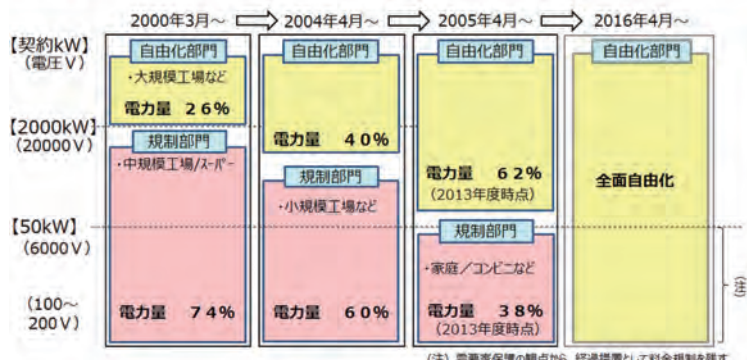 2000年3月～ 2004年4月～ 2005年4月～ 2016年4月～
【契約kW】
(電圧V)
自由化部門
・大規模工場など
電力量 26%
【2000kW】
(20000V)
規制部門
・中規模工場/スーパー
電力量 74%
【50kW】
(6000V)
(100～
200V)
自由化部門
電力量 40%
規制部門
・小規模工場など
電力量 60%
自由化部門
電力量 62%
(2013年度時点)
規制部門
・家庭／コンビニなど
電力量 38%
(2013年度時点)
自由化部門
全面自由化
(注)
(注) 需要家保護の観点から、経過措置として料金規制を残す